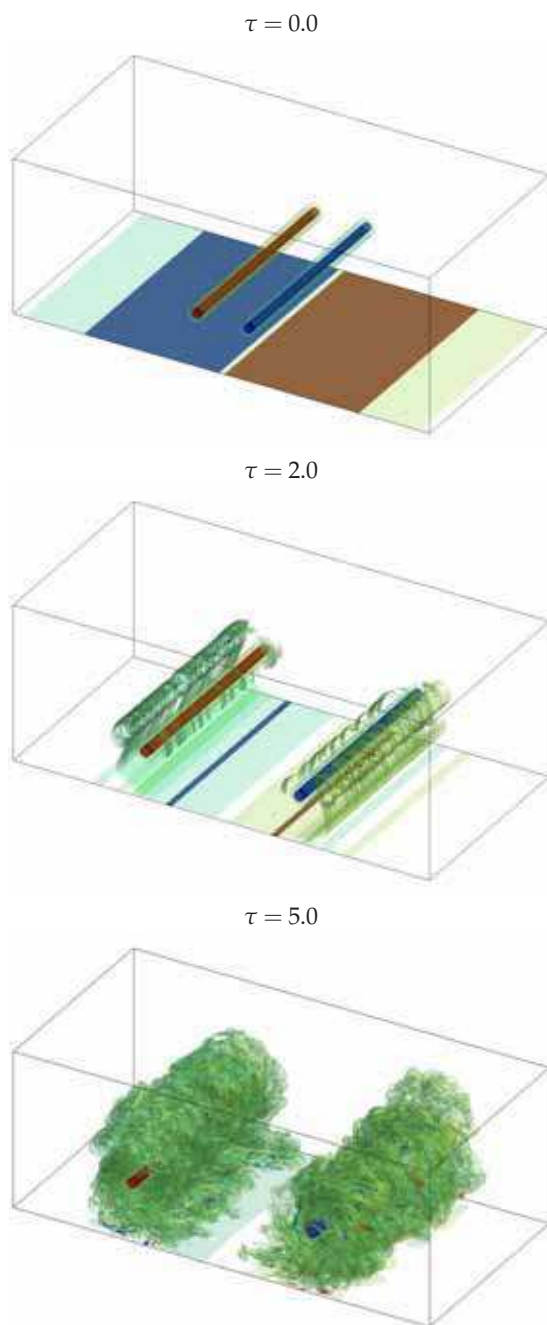 τ = 0.0
τ = 2.0
τ = 5.0